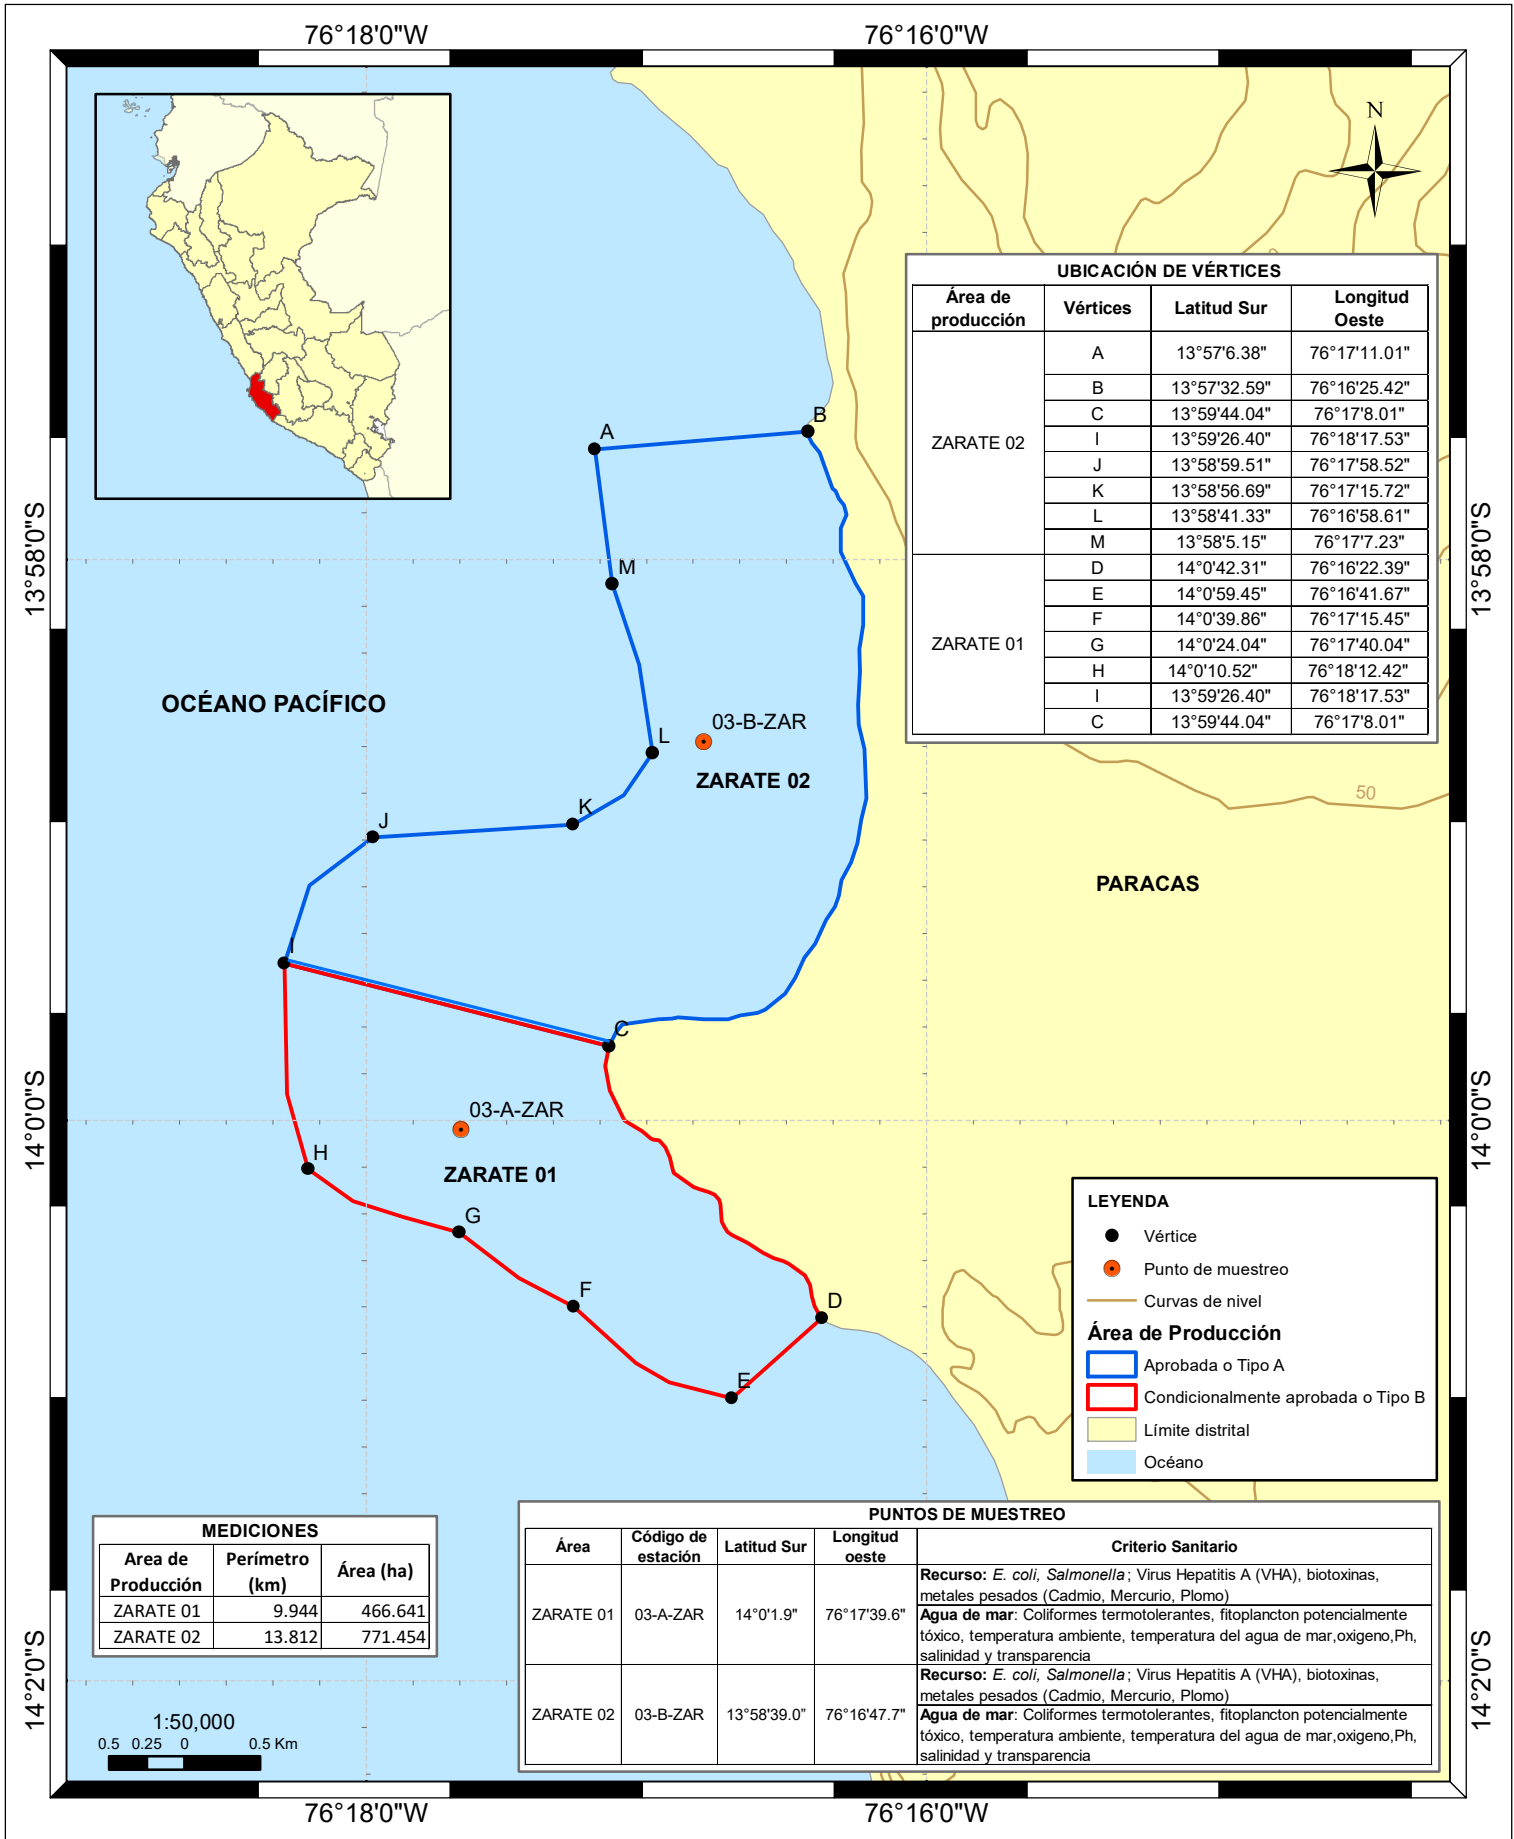 76°18'0"W
76°16'0"W
N
UBICACIÓN DE VÉRTICES
Área de producción Vértices Latitud Sur Longitud Oeste
ZARATE 02
A 13°57'6.38" 76°17'11.01"
B 13°57'32.59" 76°16'25.42"
C 13°59'44.04" 76°17'8.01"
I 13°59'26.40" 76°18'17.53"
J 13°58'59.51" 76°17'58.52"
K 13°58'56.69" 76°17'15.72"
L 13°58'41.33" 76°16'58.61"
M 13°58'5.15" 76°17'7.23"
ZARATE 01
D 14°0'42.31" 76°16'22.39"
E 14°0'59.45" 76°16'41.67"
F 14°0'39.86" 76°17'15.45"
G 14°0'24.04" 76°17'40.04"
H 14°0'10.52" 76°18'12.42"
I 13°59'26.40" 76°18'17.53"
C 13°59'44.04" 76°17'8.01"
B
A
13°58'0"S
13°58'0"S
M
OCÉANO PACÍFICO
03-B-ZAR
L
ZARATE 02
50
K
J
PARACAS
I
C
14°0'0"S
14°0'0"S
03-A-ZAR
H
ZARATE 01
G
F
D
E
LEYENDA
Vértice
Punto de muestreo
Curvas de nivel
Área de Producción
Aprobada o Tipo A
Condicionalmente aprobada o Tipo B
Límite distrital
Océano
MEDICIONES
Area de Producción Perímetro (km) Área (ha)
ZARATE 01 9.944 466.641
ZARATE 02 13.812 771.454
PUNTOS DE MUESTREO
Área Código de estación Latitud Sur Longitud oeste Criterio Sanitario
ZARATE 01 03-A-ZAR 14°0'1.9" 76°17'39.6"
Recurso: E. coli, Salmonella; Virus Hepatitis A (VHA), biotoxinas,
metales pesados (Cadmio, Mercurio, Plomo)
Agua de mar: Coliformes termotolerantes, fitoplancton potencialmente
tóxico, temperatura ambiente, temperatura del agua de mar,oxigeno,Ph,
salinidad y transparencia
ZARATE 02 03-B-ZAR 13°58'39.0" 76°16'47.7"
Recurso: E. coli, Salmonella; Virus Hepatitis A (VHA), biotoxinas,
metales pesados (Cadmio, Mercurio, Plomo)
Agua de mar: Coliformes termotolerantes, fitoplancton potencialmente
tóxico, temperatura ambiente, temperatura del agua de mar,oxigeno,Ph,
salinidad y transparencia
14°2'0"S
14°2'0"S
1:50,000
0.5 0.25 0 0.5 Km
76°18'0"W
76°16'0"W